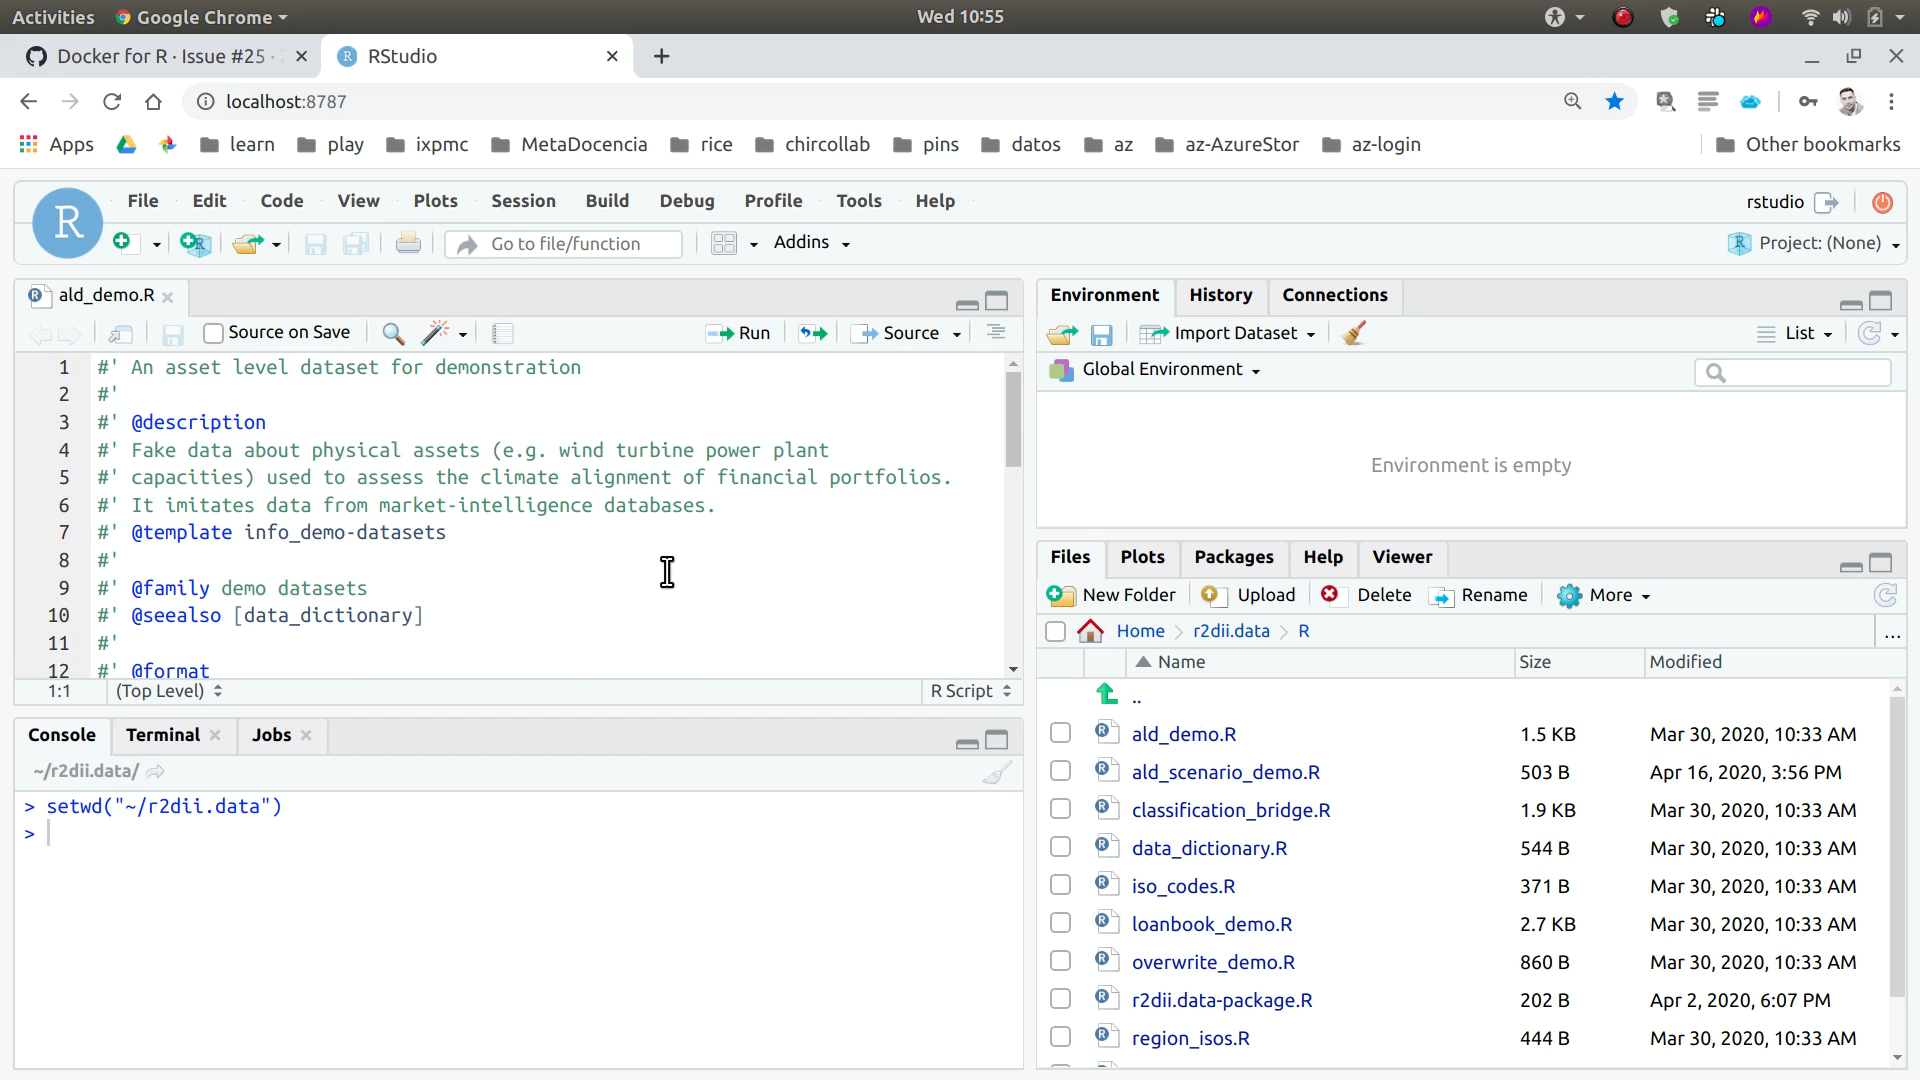 Activities Google Chrome Wed 10:55
Docker for R · Issue #25 · RStudio
localhost:8787
Apps learn play ixpmc MetaDocencia rice chircollab pins datos az az-AzureStor az-login Other bookmarks
R File Edit Code View Plots Session Build Debug Profile Tools Help rstudio
Go to file/function Addins Project: (None)
ald_demo.R
Source on Save Run Source
1 #' An asset level dataset for demonstration
2 #'
3 #' @description
4 #' Fake data about physical assets (e.g. wind turbine power plant
5 #' capacities) used to assess the climate alignment of financial portfolios.
6 #' It imitates data from market-intelligence databases.
7 #' @template info_demo-datasets
8 #'
9 #' @family demo datasets
10 #' @seealso [data_dictionary]
11 #'
12 #' @format
1:1 (Top Level) R Script
Console Terminal Jobs
~/r2dii.data/
> setwd("~/r2dii.data")
>
Environment History Connections
Import Dataset List
Global Environment
Environment is empty
Files Plots Packages Help Viewer
New Folder Upload Delete Rename More
Home r2dii.data R ...
Name Size Modified
..
ald_demo.R 1.5 KB Mar 30, 2020, 10:33 AM
ald_scenario_demo.R 503 B Apr 16, 2020, 3:56 PM
classification_bridge.R 1.9 KB Mar 30, 2020, 10:33 AM
data_dictionary.R 544 B Mar 30, 2020, 10:33 AM
iso_codes.R 371 B Mar 30, 2020, 10:33 AM
loanbook_demo.R 2.7 KB Mar 30, 2020, 10:33 AM
overwrite_demo.R 860 B Mar 30, 2020, 10:33 AM
r2dii.data-package.R 202 B Apr 2, 2020, 6:07 PM
region_isos.R 444 B Mar 30, 2020, 10:33 AM